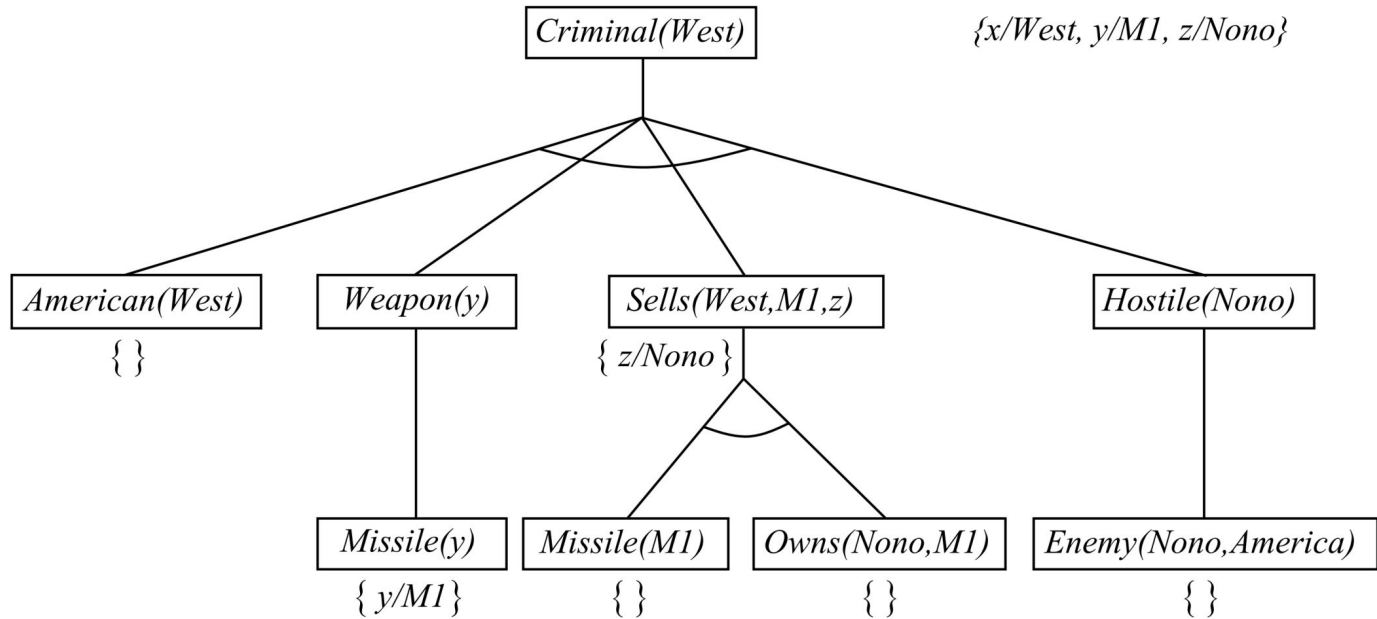 Criminal(West)
{x/West, y/M1, z/Nono}
American(West)
Weapon(y)
Sells(West,M1,z)
Hostile(Nono)
{ }
{ z/Nono }
Missile(y)
Missile(M1)
Owns(Nono,M1)
Enemy(Nono,America)
{ y/M1}
{ }
{ }
{ }